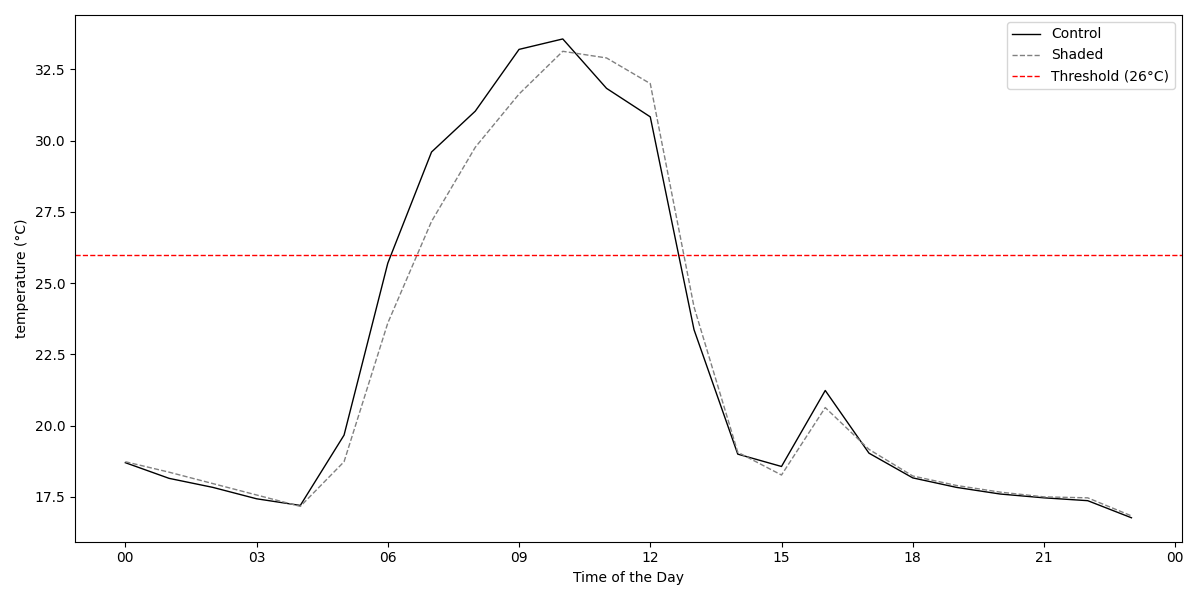 Control
Shaded
Threshold (26°C)
32.5
30.0
27.5
25.0
22.5
20.0
17.5
temperature (°C)
00 03 06 09 12 15 18 21 00
Time of the Day